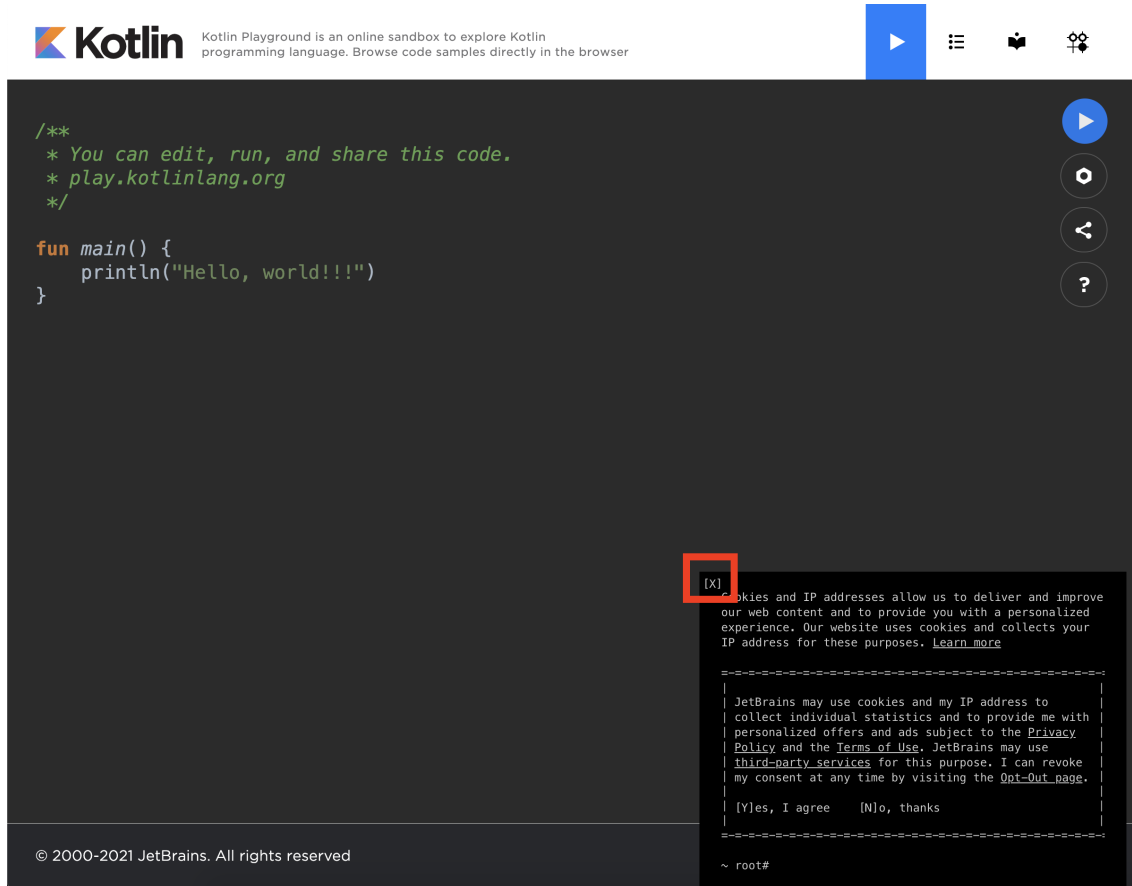 Kotlin
Kotlin Playground is an online sandbox to explore Kotlin
programming language. Browse code samples directly in the browser
/**
 * You can edit, run, and share this code.
 * play.kotlinlang.org
 */
fun main() {
    println("Hello, world!!!")
}
?
[X]
okies and IP addresses allow us to deliver and improve
our web content and to provide you with a personalized
experience. Our website uses cookies and collects your
IP address for these purposes. Learn more
=-=-=-=-=-=-=-=-=-=-=-=-=-=-=-=-=-=-=-=-=-=-=-=-=-=-=-=-:
| |
| JetBrains may use cookies and my IP address to |
| collect individual statistics and to provide me with |
| personalized offers and ads subject to the Privacy |
| Policy and the Terms of Use. JetBrains may use |
| third-party services for this purpose. I can revoke |
| my consent at any time by visiting the Opt-Out page. |
| |
| [Y]es, I agree [N]o, thanks |
| |
=-=-=-=-=-=-=-=-=-=-=-=-=-=-=-=-=-=-=-=-=-=-=-=-=-=-=-=-:
~ root#
© 2000-2021 JetBrains. All rights reserved